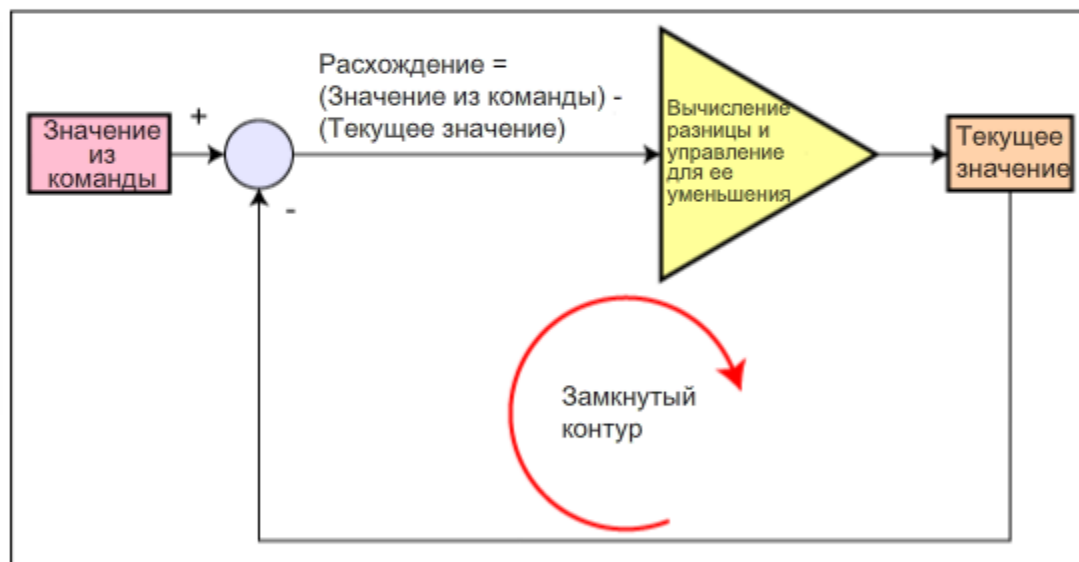 Расхождение =
(Значение из команды) -
(Текущее значение)
+
Значение
из
команды
-
Вычисление
разницы и
управление
для ее
уменьшения
Текущее
значение
Замкнутый
контур